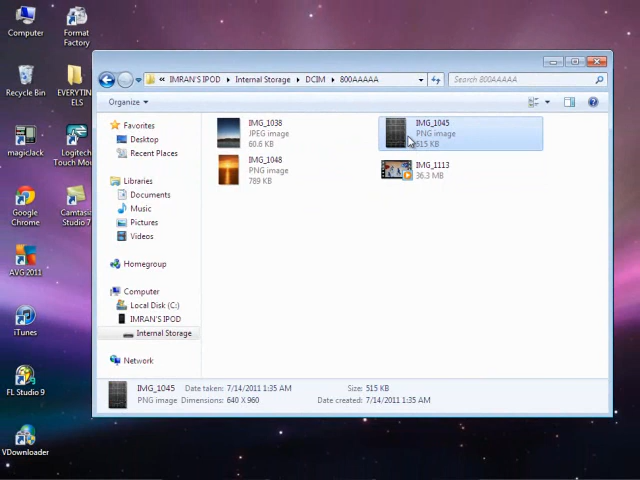 Computer
Format
Factory
Recycle Bin
EVERYTIN
ELS
magicJack
Logitech
Touch Mou
Google
Chrome
Camtasia
Studio 7
AVG 2011
iTunes
FL Studio 9
VDownloader
« IMRAN'S IPOD ▸ Internal Storage ▸ DCIM ▸ 800AAAAA
Search 800AAAAA
Organize
Favorites
Desktop
Recent Places
Libraries
Documents
Music
Pictures
Videos
Homegroup
Computer
Local Disk (C:)
IMRAN'S IPOD
Internal Storage
Network
IMG_1038
JPEG image
60.6 KB
IMG_1045
PNG image
515 KB
IMG_1048
PNG image
789 KB
IMG_1113
36.3 MB
IMG_1045 Date taken: 7/14/2011 1:35 AM Size: 515 KB
PNG image Dimensions: 640 X 960 Date created: 7/14/2011 1:35 AM